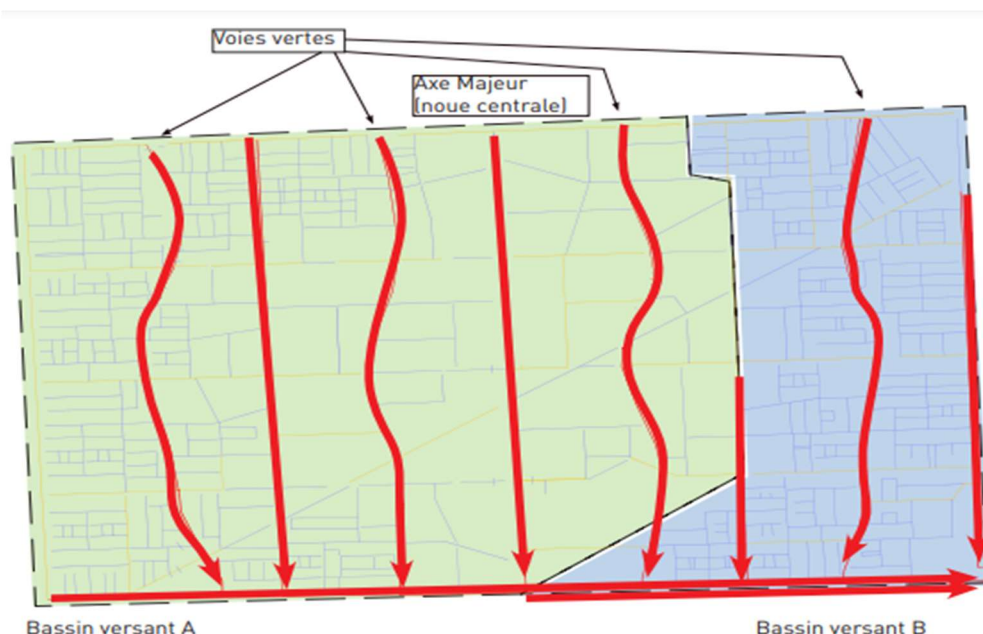 Voies vertes
Axe Majeur
(noue centrale)
Bassin versant A
Bassin versant B